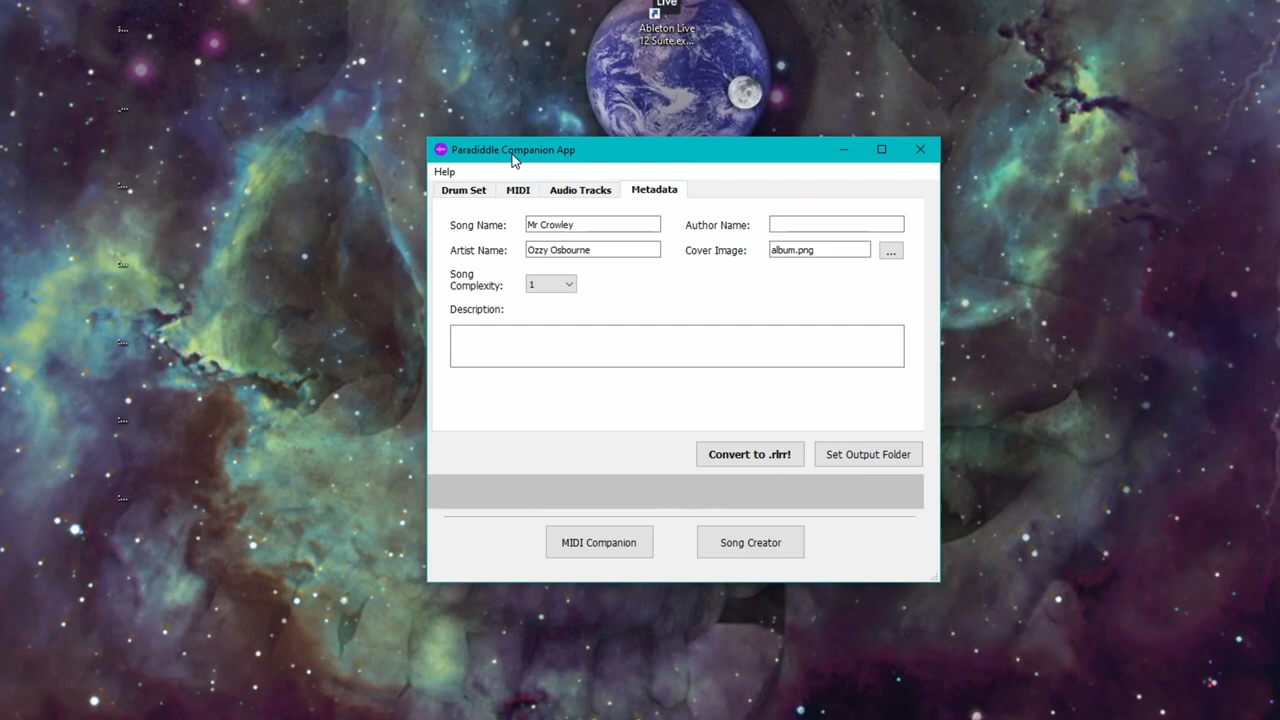 Live
Ableton Live
12 Suite.ex...
Paradiddle Companion App
Help
Drum Set
MIDI
Audio Tracks
Metadata
Song Name:
Mr Crowley
Author Name:
Artist Name:
Ozzy Osbourne
Cover Image:
album.png
...
Song
Complexity:
1
Description:
Convert to .rlrr!
Set Output Folder
MIDI Companion
Song Creator